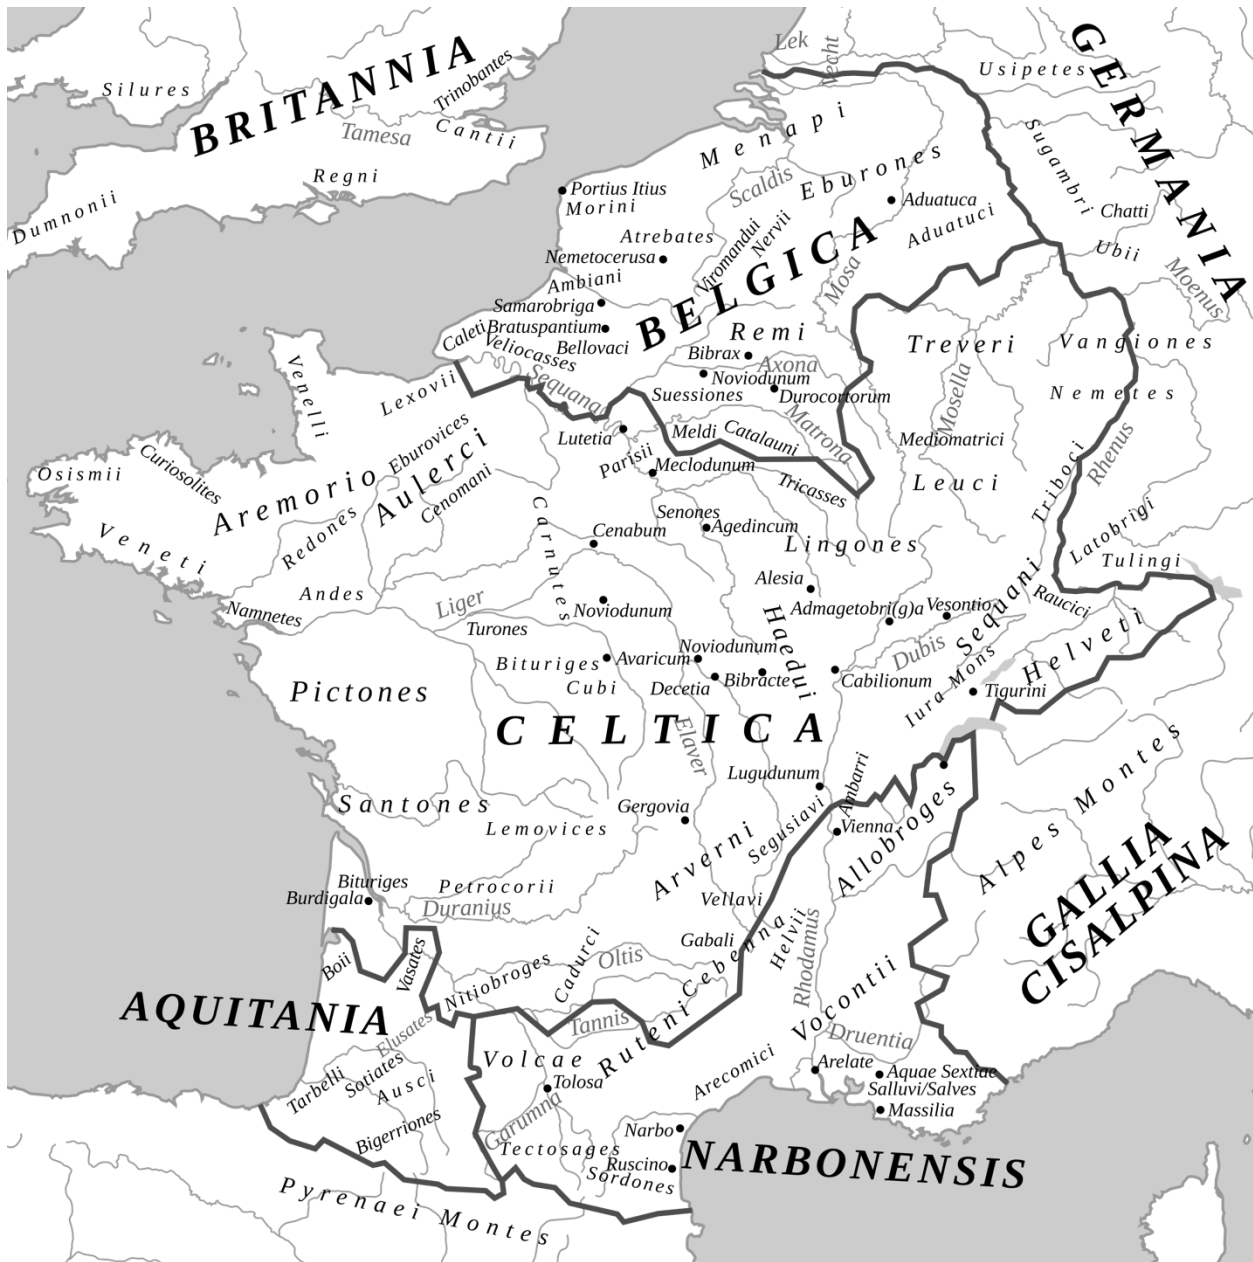 Lek
Vecht
GERMANIA
Usipetes
BRITANNIA
Silures
Trinobantes
Tamesa
Cantii
Menapi
Sugambri
Regni
Scaldis
Eburones
Portius Itius
Morini
Dumnonii
Aduatuca
Chatti
Atrebates
Viromandui
Nervii
Aduatuci
Ubii
Nemetocerusa
BELGICA
Mosa
Moenus
Ambiani
Samarobriga
Caleti
Bratuspantium
Veliocasses
Bellovaci
Remi
Treveri
Vangiones
Bibrax
Axona
Venelli
Lexovii
Sequana
Noviodunum
Suessiones
Durocortorum
Mosella
Nemetes
Lutetia
Meldi
Catalauni
Matrona
Mediomatrici
Eburovices
Aulerci
Parisii
Meclodunum
Triboci
Rhenus
Osismii
Curiosolites
Aremorio
Cenomani
Tricasses
Leuci
Redones
Carnutes
Senones
Agedincum
Latobrigi
Veneti
Cenabum
Lingones
Tulingi
Andes
Alesia
Sequani
Raucici
Namnetes
Liger
Noviodunum
Haedui
Admagetobri(g)a
Vesontio
Turones
Dubis
Helveti
Bituriges
Cubi
Avaricum
Noviodunum
Iura Mons
Pictones
Decetia
Bibracte
Cabilionum
Tigurini
CELTICA
Elaver
Lugudunum
Ambarri
Alpes Montes
Santones
Gergovia
Lemovices
Segusiavi
Vienna
Allobroges
Arverni
GALLIA
CISALPINA
Bituriges
Burdigala
Petrocorii
Duranius
Vellavi
Helvii
Rhodamus
Gabali
Cebenna
Boii
Vasates
Nitiobroges
Cadurci
Oltis
Vocontii
AQUITANIA
Elusates
Tannis
Ruteni
Druentia
Volcae
Arecomici
Tarbelli
Sotiates
Ausci
Tolosa
Arelate
Aquae Sextiae
Salluvi/Salves
Massilia
Bigerriones
Garumna
Tectosages
Narbo
NARBONENSIS
Ruscino
Sordones
Pyrenaei Montes